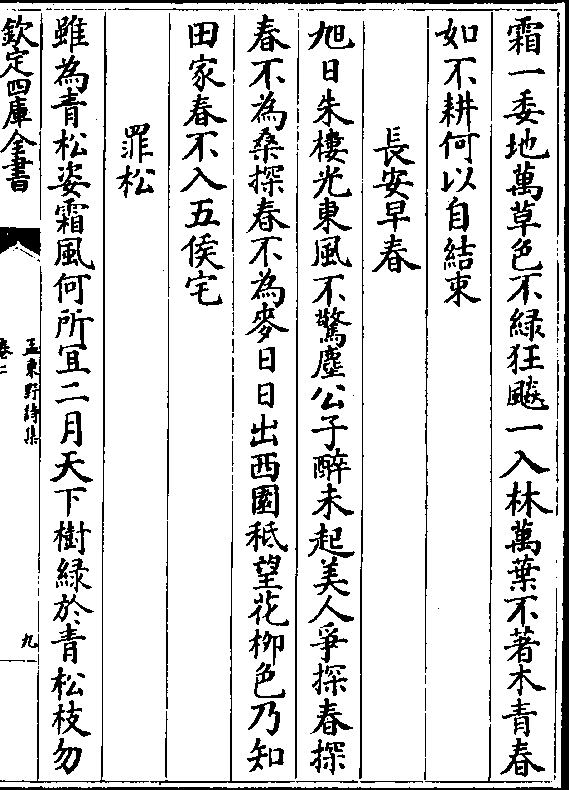 霜一委地萬草色不緑狂飈一入林萬葉不著木青春
如不耕何以自結束
長安早春
旭日朱樓光東風不驚塵公子醉未起美人爭探春探
春不為桑探春不為麥日日出西園秪望花柳色乃知
田家春不入五侯宅
罪松
雖為青松姿霜風何所宜二月天下樹緑於青松枝勿
欽定四庫全書
孟東野詩集
卷二
九